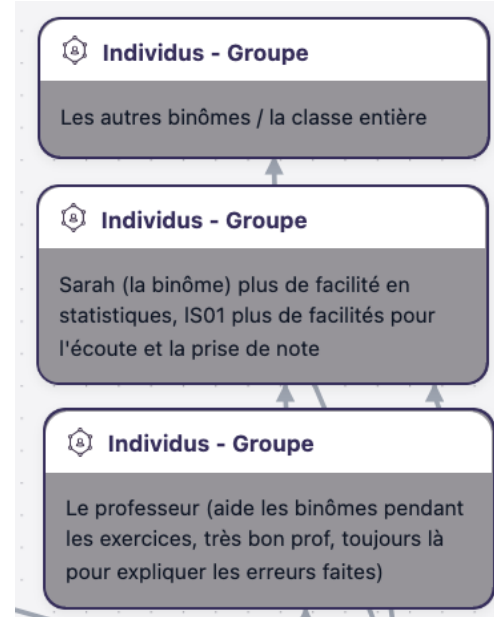 Individus - Groupe
Les autres binômes / la classe entière
Individus - Groupe
Sarah (la binôme) plus de facilité en
statistiques, IS01 plus de facilités pour
l'écoute et la prise de note
Individus - Groupe
Le professeur (aide les binômes pendant
les exercices, très bon prof, toujours là
pour expliquer les erreurs faites)